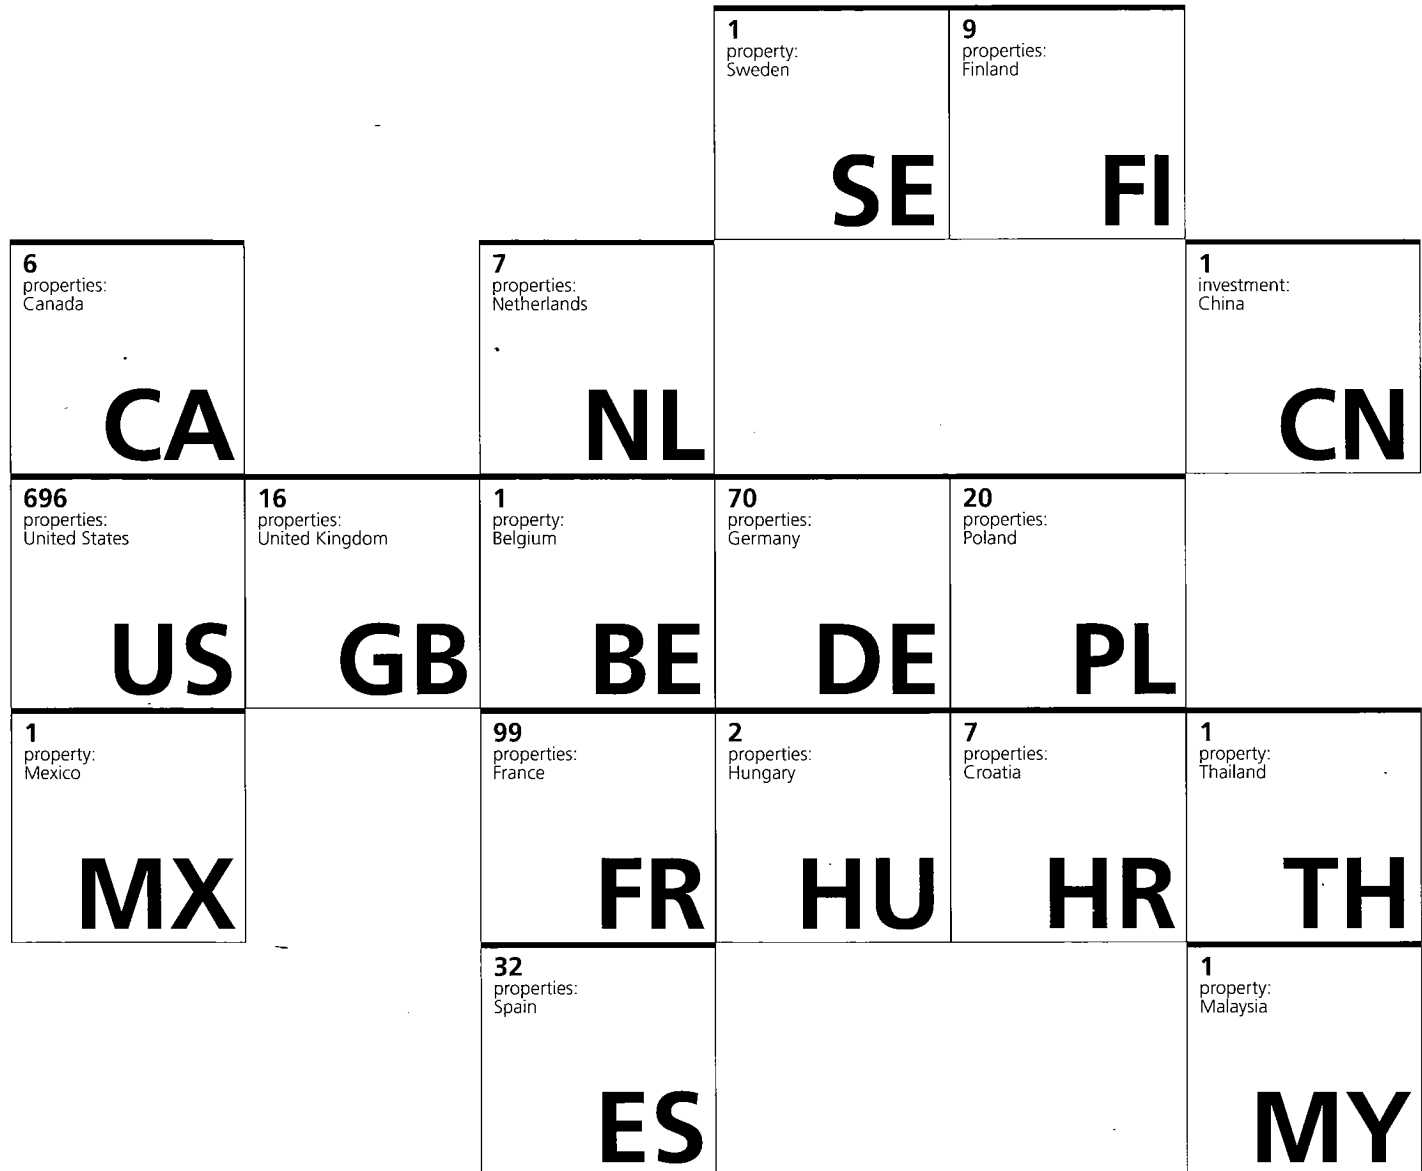 1
property:
Sweden
SE
9
properties:
Finland
FI
6
properties:
Canada
CA
7
properties:
Netherlands
NL
1
investment:
China
CN
696
properties:
United States
US
16
properties:
United Kingdom
GB
1
property:
Belgium
BE
70
properties:
Germany
DE
20
properties:
Poland
PL
1
property:
Mexico
MX
99
properties:
France
FR
2
properties:
Hungary
HU
7
properties:
Croatia
HR
1
property:
Thailand
TH
32
properties:
Spain
ES
1
property:
Malaysia
MY